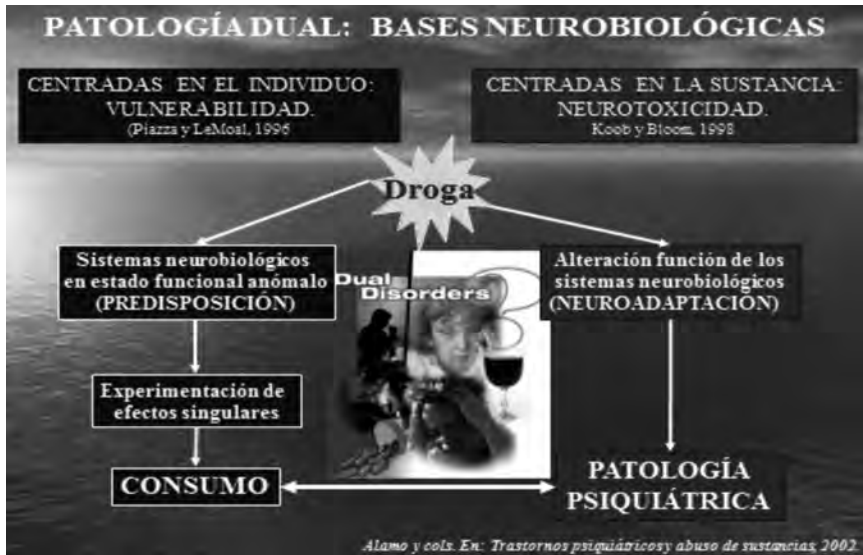 PATOLOGÍA DUAL: BASES NEUROBIOLÓGICAS
CENTRADAS EN EL INDIVIDUO:
VULNERABILIDAD.
(Piazza y LeMoal, 1996
CENTRADAS EN LA SUSTANCIA:
NEUROTOXICIDAD.
Koob y Bloom, 1998
Droga
Sistemas neurobiológicos
en estado funcional anómalo
(PREDISPOSICIÓN)
Alteración función de los
sistemas neurobiológicos
(NEUROADAPTACIÓN)
Dual
Disorders
?
Experimentación de
efectos singulares
CONSUMO
PATOLOGÍA
PSIQUIÁTRICA
Alamo y cols. En: Trastornos psiquiátricos y abuso de sustancias, 2002